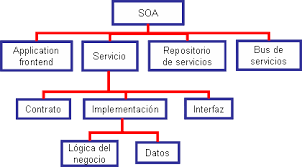 SOA
Application
frontend
Servicio
Repositorio
de servicios
Bus de
servicios
Contrato
Implementación
Interfaz
Lógica del
negocio
Datos